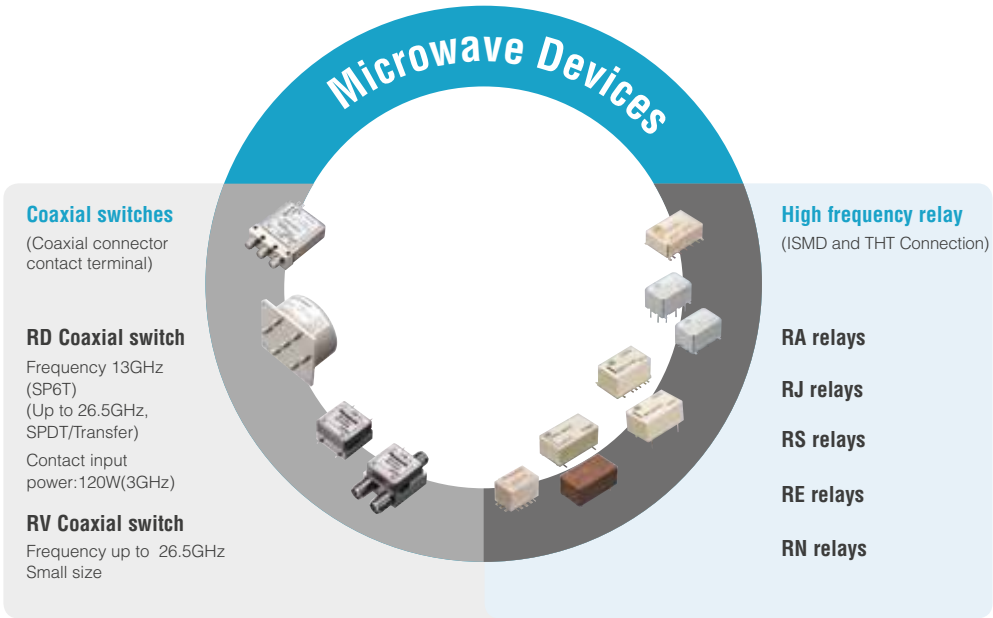 Microwave Devices
Coaxial switches
(Coaxial connector
contact terminal)
RD Coaxial switch
Frequency 13GHz
(SP6T)
(Up to 26.5GHz,
SPDT/Transfer)
Contact input
power:120W(3GHz)
RV Coaxial switch
Frequency up to 26.5GHz
Small size
High frequency relay
(ISMD and THT Connection)
RA relays
RJ relays
RS relays
RE relays
RN relays